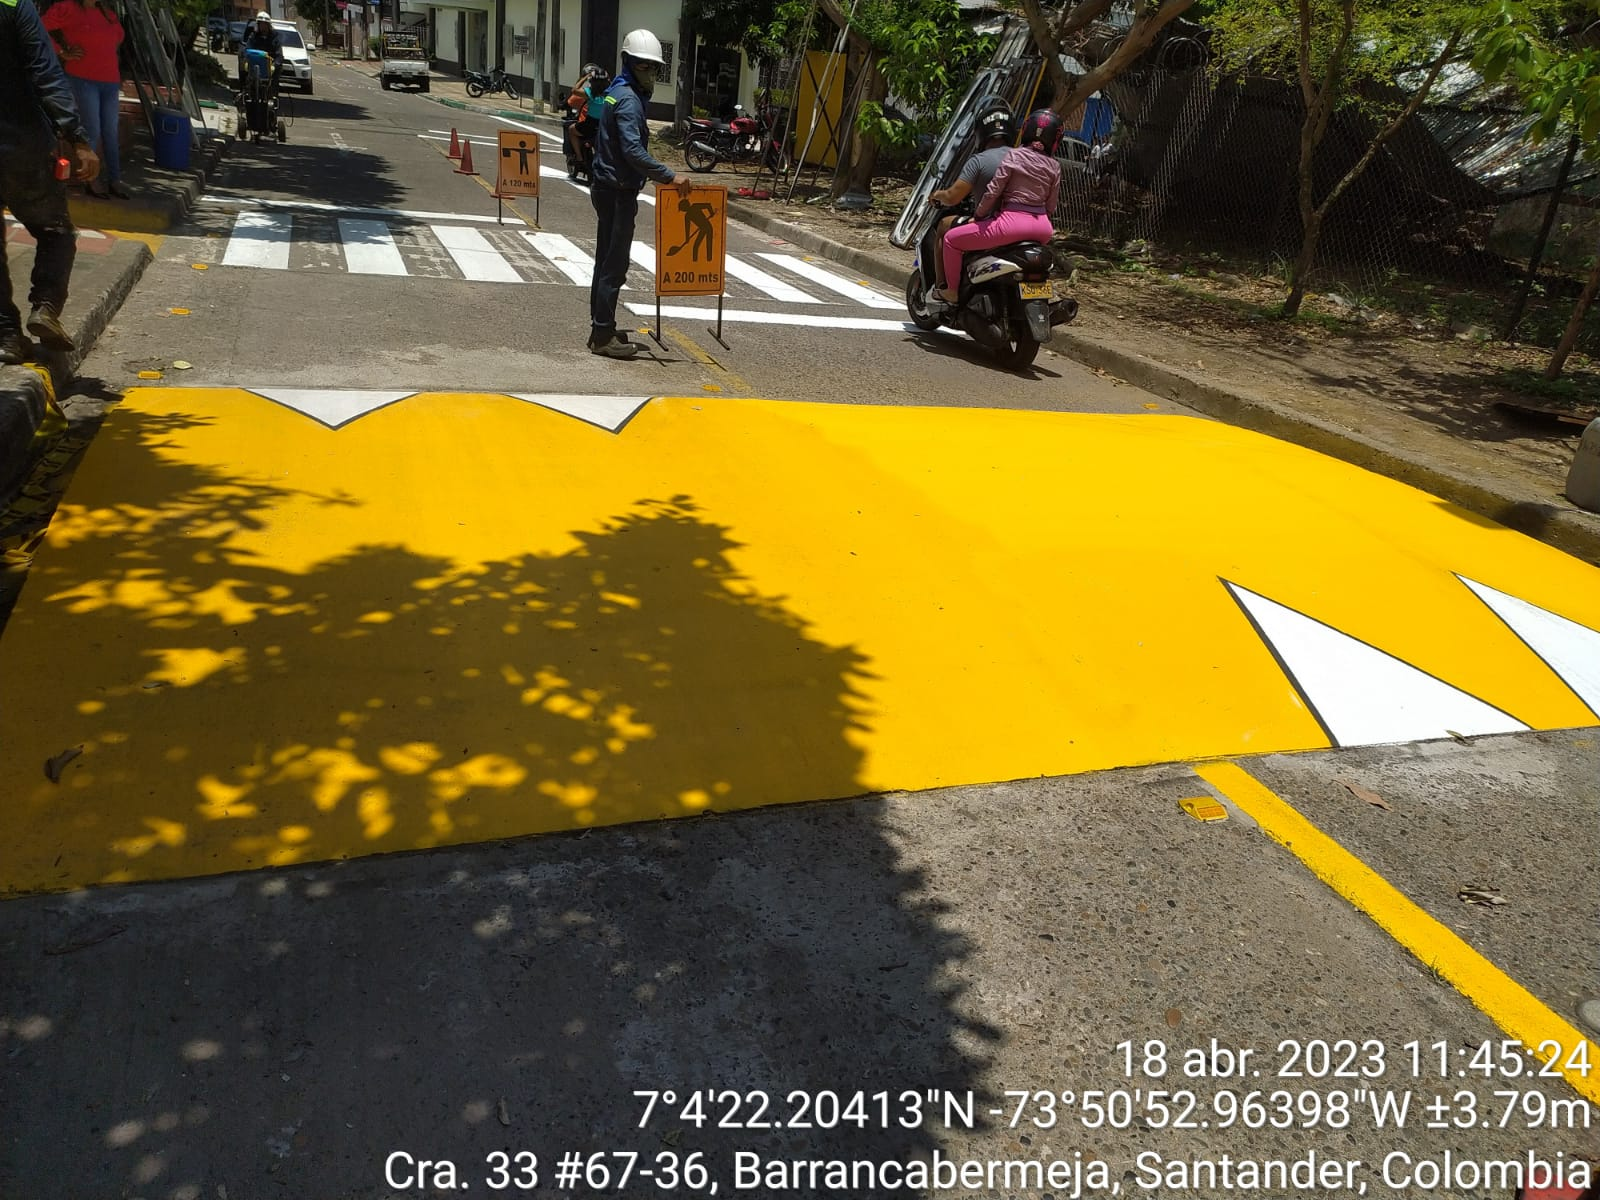 A 120 mts
A 200 mts
18 abr. 2023 11:45:24
7°4'22.20413"N -73°50'52.96398"W ±3.79m
Cra. 33 #67-36, Barrancabermeja, Santander, Colombia